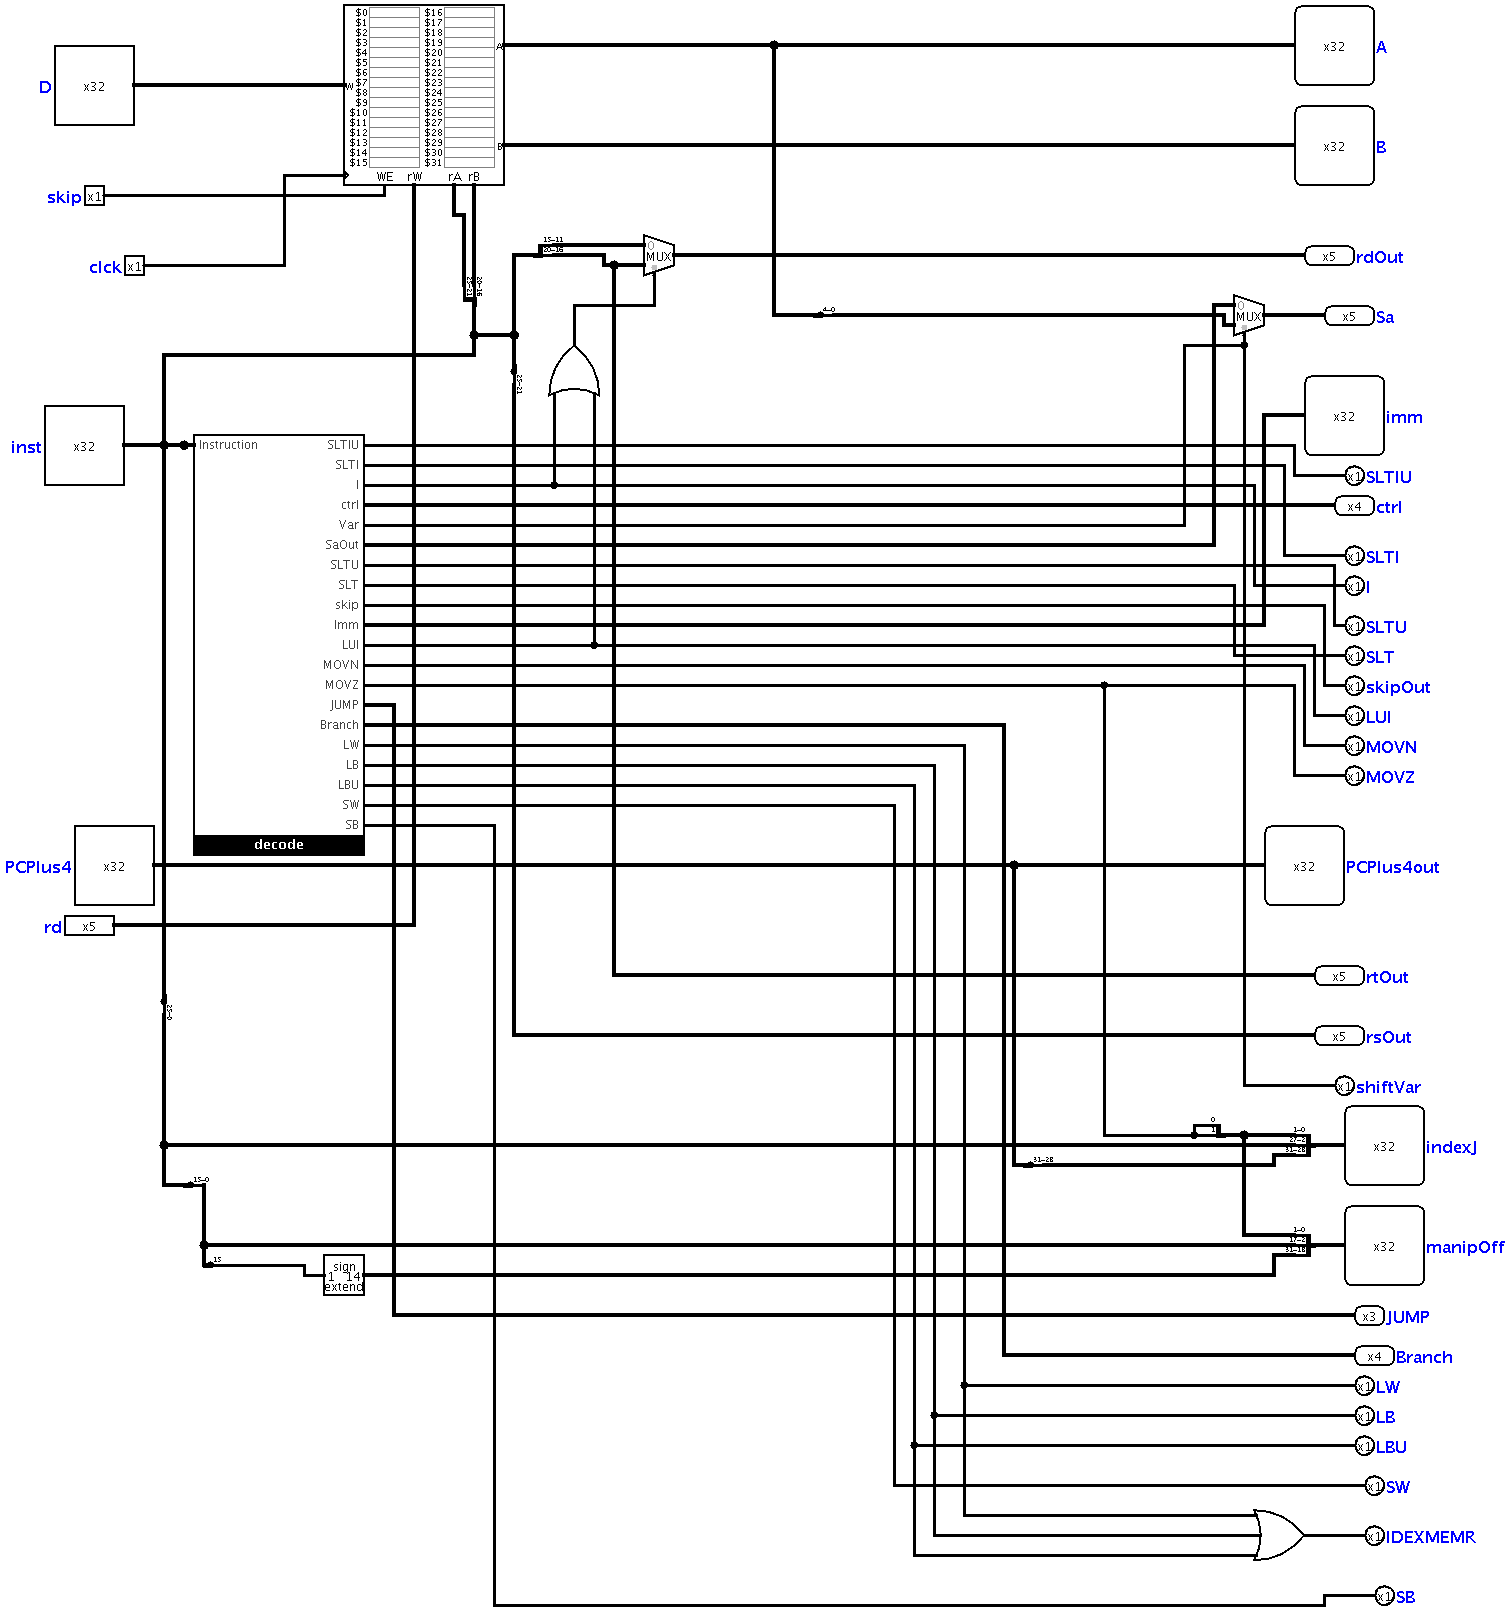 $0 $16
$1 $17
$2 $18
$3 $19
$4 $20
$5 $21
$6 $22
$7 $23
$8 $24
$9 $25
$10 $26
$11 $27
$12 $28
$13 $29
$14 $30
$15 $31
W
A
B
WE rW rA rB
D x32
x32 A
x32 B
skip x1
clck x1
25-21
20-16
15-11
20-16
0
MUX
x5 rdOut
4-0
0
MUX
x5 Sa
25-21
x32 imm
inst x32
Instruction
SLTIU
SLTI
I
ctrl
Var
SaOut
SLTU
SLT
skip
Imm
LUI
MOVN
MOVZ
JUMP
Branch
LW
LB
LBU
SW
SB
decode
x1 SLTIU
x4 ctrl
x1 SLTI
x1 I
x1 SLTU
x1 SLT
x1 skipOut
x1 LUI
x1 MOVN
x1 MOVZ
PCPlus4 x32
x32 PCPlus4out
rd x5
x5 rtOut
25-0
x5 rsOut
x1 shiftVar
0
1
1-0
27-2
31-28
31-28
x32 indexJ
15-0
1-0
17-2
31-18
x32 manipOff
15
sign
1 14
extend
x3 JUMP
x4 Branch
x1 LW
x1 LB
x1 LBU
x1 SW
x1 IDEXMEMR
x1 SB